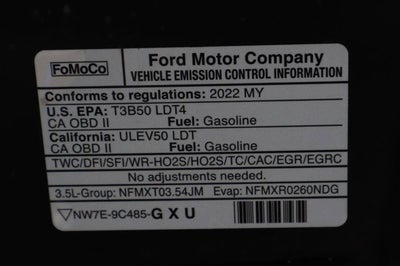 FoMoCo
Ford Motor Company
VEHICLE EMISSION CONTROL INFORMATION
Conforms to regulations: 2022 MY
U.S. EPA: T3B50 LDT4
CA OBD II Fuel: Gasoline
California: ULEV50 LDT
CA OBD II Fuel: Gasoline
TWC/DFI/SFI/WR-HO2S/HO2S/TC/CAC/EGR/EGRC
No adjustments needed.
3.5L-Group: NFMXT03.54JM Evap: NFMXR0260NDG
NW7E-9C485-GXU